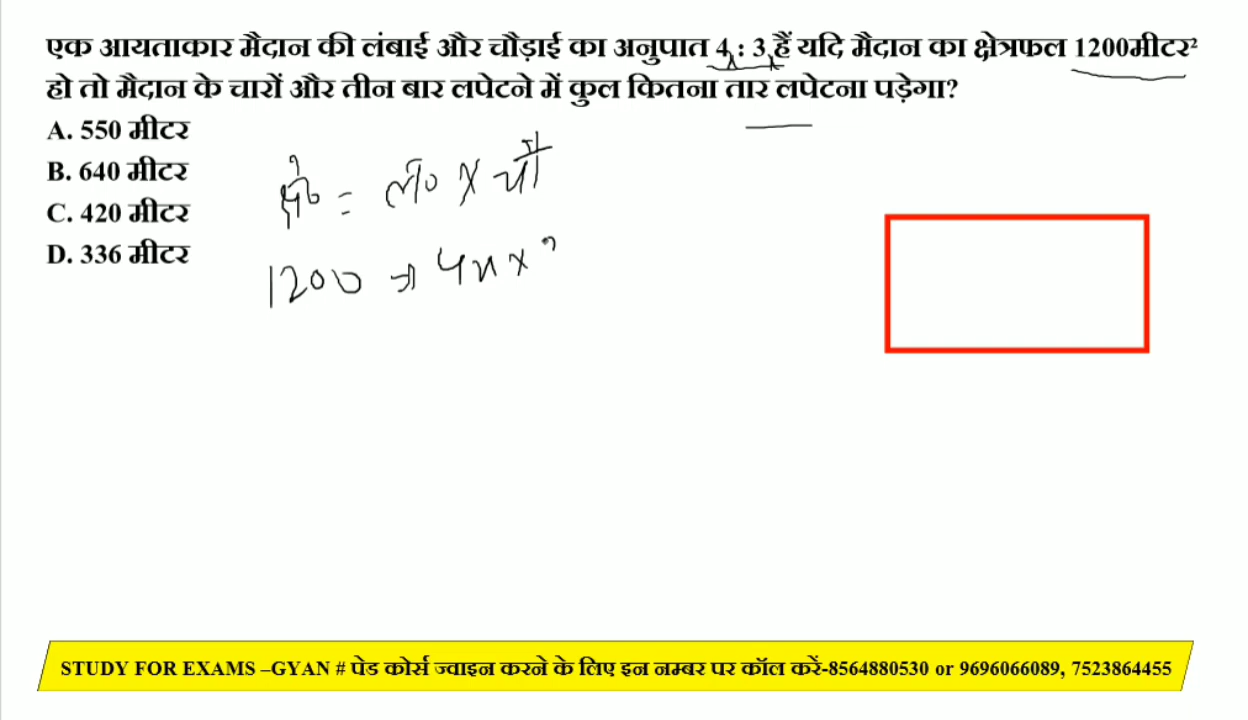 एक आयताकार मैदान की लंबाई और चौड़ाई का अनुपात 4 : 3 हैं यदि मैदान का क्षेत्रफल 1200मीटर²
हो तो मैदान के चारों और तीन बार लपेटने में कुल कितना तार लपेटना पड़ेगा?
A. 550 मीटर
B. 640 मीटर
C. 420 मीटर
D. 336 मीटर
क्षे० = ल० x चौ
1200 ⇒ 4x x
STUDY FOR EXAMS –GYAN # पेड कोर्स ज्वाइन करने के लिए इन नम्बर पर कॉल करें-8564880530 or 9696066089, 7523864455